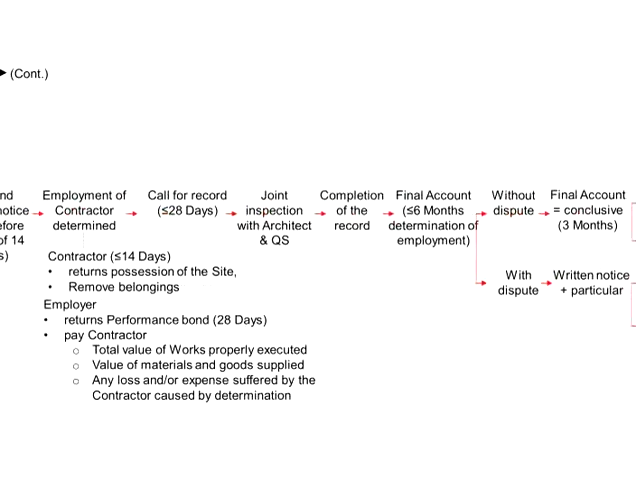 (Cont.)
nd
notice
efore
of 14
s)
Employment of
Contractor
determined
Call for record
(≤28 Days)
Joint
inspection
with Architect
& QS
Completion
of the
record
Final Account
(≤6 Months
determination of
employment)
Without
dispute
Final Account
= conclusive
(3 Months)
With
dispute
Written notice
+ particular
Contractor (≤14 Days)
• returns possession of the Site,
• Remove belongings
Employer
• returns Performance bond (28 Days)
• pay Contractor
o Total value of Works properly executed
o Value of materials and goods supplied
o Any loss and/or expense suffered by the
Contractor caused by determination